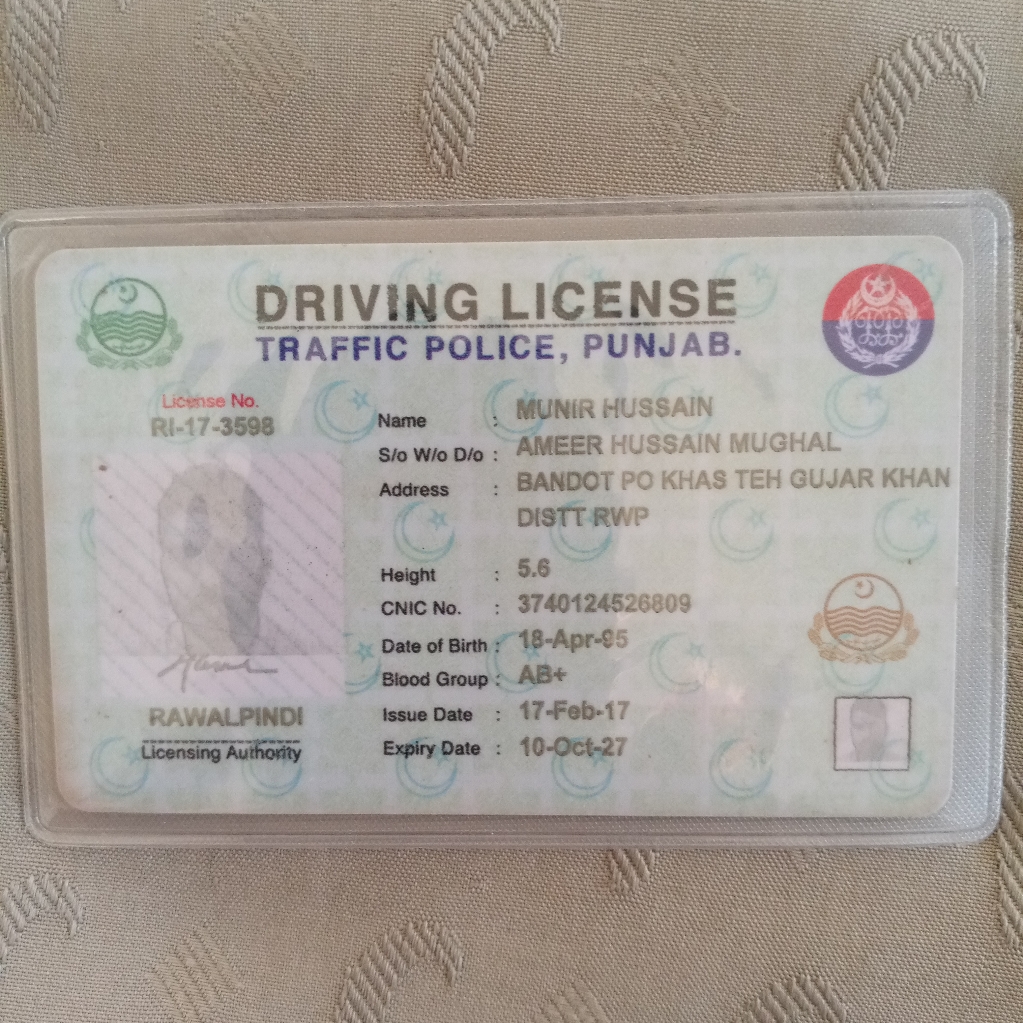 DRIVING LICENSE
TRAFFIC POLICE, PUNJAB.
License No.
RI-17-3598
Name : MUNIR HUSSAIN
S/o W/o D/o : AMEER HUSSAIN MUGHAL
Address : BANDOT PO KHAS TEH GUJAR KHAN
DISTT RWP
Height : 5.6
CNIC No. : 3740124526809
Date of Birth : 18-Apr-95
Blood Group : AB+
Issue Date : 17-Feb-17
Expiry Date : 10-Oct-27
RAWALPINDI
Licensing Authority